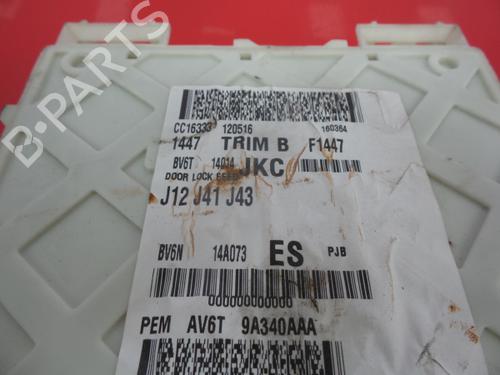 B-PARTS
CC16333 120516 160364
1447 TRIM B F1447
BV6T 14014 JKC
DOOR LOCK
J12 J41 J43
BV6N 14A073 ES PJB
000000000000
PEM AV6T 9A340AAA